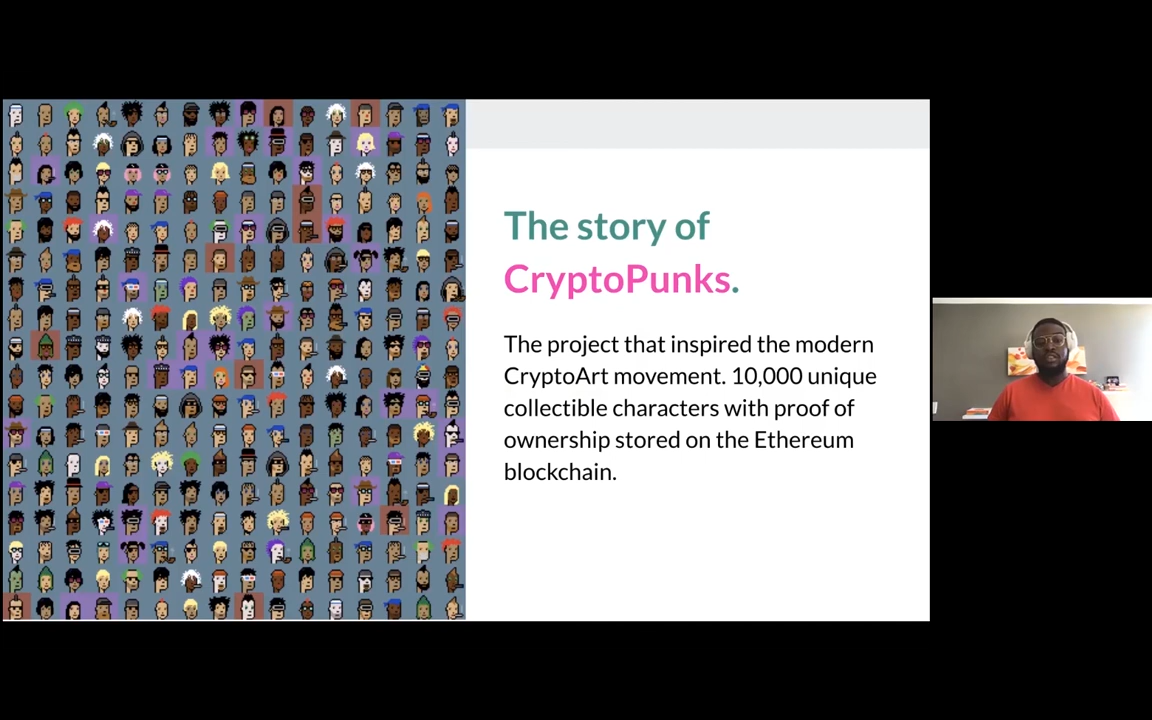 The story of
CryptoPunks.
The project that inspired the modern
CryptoArt movement. 10,000 unique
collectible characters with proof of
ownership stored on the Ethereum
blockchain.